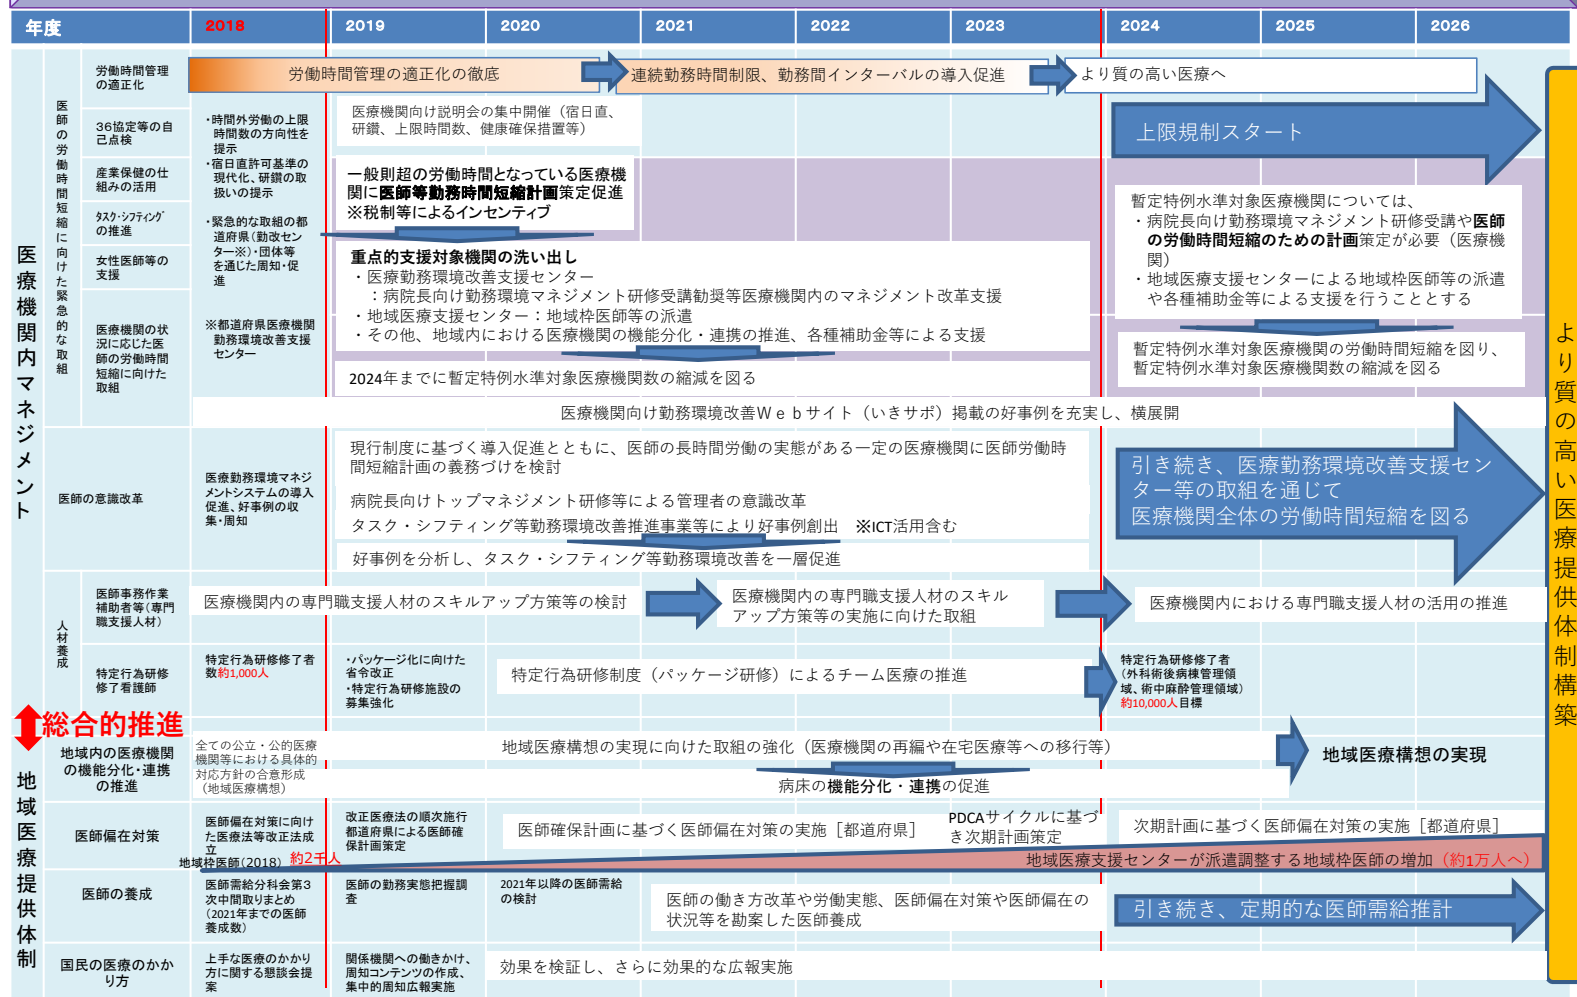 年度
2018
2019
2020
2021
2022
2023
2024
2025
2026
医療機関内マネジメント
医師の労働時間短縮に向けた緊急的な取組
労働時間管理
の適正化
労働時間管理の適正化の徹底
連続勤務時間制限、勤務間インターバルの導入促進
より質の高い医療へ
36協定等の自
己点検
産業保健の仕
組みの活用
タスク・シフティング
の推進
女性医師等の
支援
医療機関の状
況に応じた医
師の労働時間
短縮に向けた
取組
・時間外労働の上限
時間数の方向性を
提示
・宿日直許可基準の
現代化、研鑽の取
扱いの提示
・緊急的な取組の都
道府県（勤改セン
ター※）・団体等
を通じた周知・促
進
※都道府県医療機関
勤務環境改善支援
センター
医療機関向け説明会の集中開催（宿日直、
研鑽、上限時間数、健康確保措置等）
一般則超の労働時間となっている医療機
関に医師等勤務時間短縮計画策定促進
※税制等によるインセンティブ
重点的支援対象機関の洗い出し
・医療勤務環境改善支援センター
：病院長向け勤務環境マネジメント研修受講勧奨等医療機関内のマネジメント改革支援
・地域医療支援センター：地域枠医師等の派遣
・その他、地域内における医療機関の機能分化・連携の推進、各種補助金等による支援
2024年までに暫定特例水準対象医療機関数の縮減を図る
上限規制スタート
暫定特例水準対象医療機関については、
・病院長向け勤務環境マネジメント研修受講や医師
の労働時間短縮のための計画策定が必要（医療機
関）
・地域医療支援センターによる地域枠医師等の派遣
や各種補助金等による支援を行うこととする
暫定特例水準対象医療機関の労働時間短縮を図り、
暫定特例水準対象医療機関数の縮減を図る
医療機関向け勤務環境改善Ｗｅｂサイト（いきサポ）掲載の好事例を充実し、横展開
医師の意識改革
医療勤務環境マネジ
メントシステムの導入
促進、好事例の収
集・周知
現行制度に基づく導入促進とともに、医師の長時間労働の実態がある一定の医療機関に医師労働時
間短縮計画の義務づけを検討
病院長向けトップマネジメント研修等による管理者の意識改革
タスク・シフティング等勤務環境改善推進事業等により好事例創出　※ICT活用含む
好事例を分析し、タスク・シフティング等勤務環境改善を一層促進
引き続き、医療勤務環境改善支援セン
ター等の取組を通じて
医療機関全体の労働時間短縮を図る
人材養成
医師事務作業
補助者等（専門
職支援人材）
医療機関内の専門職支援人材のスキルアップ方策等の検討
医療機関内の専門職支援人材のスキル
アップ方策等の実施に向けた取組
医療機関内における専門職支援人材の活用の推進
特定行為研修
修了看護師
特定行為研修修了者
数約1,000人
・パッケージ化に向けた
省令改正
・特定行為研修施設の
募集強化
特定行為研修制度（パッケージ研修）によるチーム医療の推進
特定行為研修修了者
（外科術後病棟管理領
域、術中麻酔管理領域）
約10,000人目標
総合的推進
地域医療提供体制
地域内の医療機関
の機能分化・連携
の推進
全ての公立・公的医療
機関等における具体的
対応方針の合意形成
（地域医療構想）
地域医療構想の実現に向けた取組の強化（医療機関の再編や在宅医療等への移行等）
病床の機能分化・連携の促進
地域医療構想の実現
医師偏在対策
医師偏在対策に向け
た医療法等改正法成
立
改正医療法の順次施行
都道府県による医師確
保計画策定
医師確保計画に基づく医師偏在対策の実施［都道府県］
PDCAサイクルに基づ
き次期計画策定
次期計画に基づく医師偏在対策の実施［都道府県］
地域枠医師（2018）　約2千人
地域医療支援センターが派遣調整する地域枠医師の増加（約1万人へ）
医師の養成
医師需給分科会第3
次中間取りまとめ
（2021年までの医師
養成数）
医師の勤務実態把握調
査
2021年以降の医師需給
の検討
医師の働き方改革や労働実態、医師偏在対策や医師偏在の
状況等を勘案した医師養成
引き続き、定期的な医師需給推計
国民の医療のかか
り方
上手な医療のかかり
方に関する懇談会提
案
関係機関への働きかけ、
周知コンテンツの作成、
集中的周知広報実施
効果を検証し、さらに効果的な広報実施
より質の高い医療提供体制構築